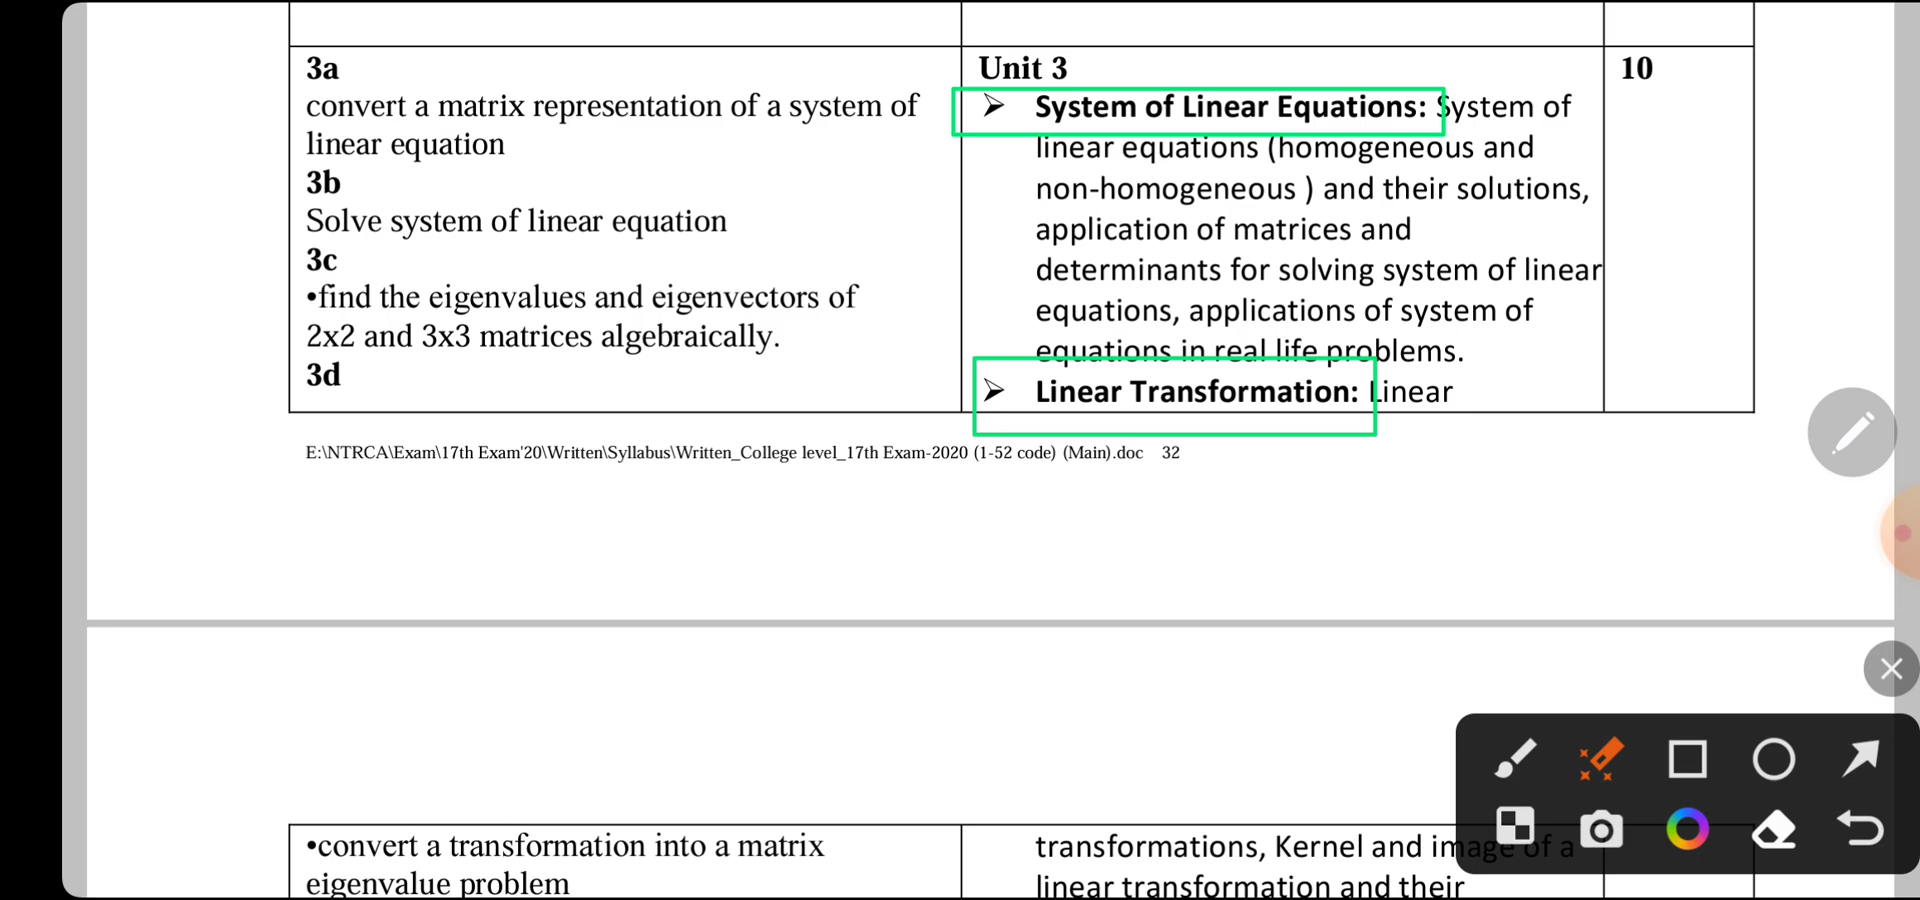 3a
convert a matrix representation of a system of
linear equation
3b
Solve system of linear equation
3c
•find the eigenvalues and eigenvectors of
2x2 and 3x3 matrices algebraically.
3d
Unit 3
➢ System of Linear Equations: System of
linear equations (homogeneous and
non-homogeneous ) and their solutions,
application of matrices and
determinants for solving system of linear
equations, applications of system of
equations in real life problems.
➢ Linear Transformation: Linear
10
E:\NTRCA\Exam\17th Exam'20\Written\Syllabus\Written_College level_17th Exam-2020 (1-52 code) (Main).doc 32
•convert a transformation into a matrix
eigenvalue problem
transformations, Kernel and image of a
linear transformation and their